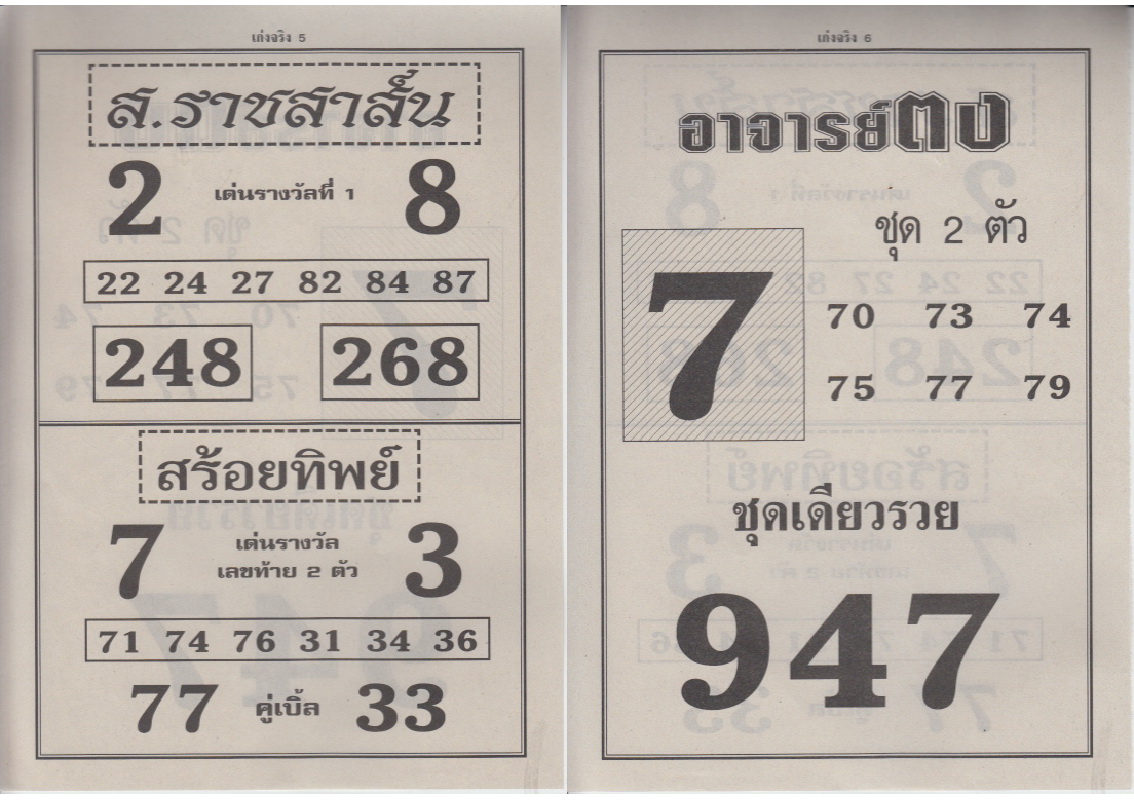 เก่งจริง 5
ส.ราชสาส์น
2 เด่นรางวัลที่ 1 8
22 24 27 82 84 87
248 268
สร้อยทิพย์
7 เด่นรางวัล 3
เลขท้าย 2 ตัว
71 74 76 31 34 36
77 คู่เบิ้ล 33
เก่งจริง 6
อาจารย์ตป
ชุด 2 ตัว
7
70 73 74
75 77 79
ชุดเดียวรวย
947